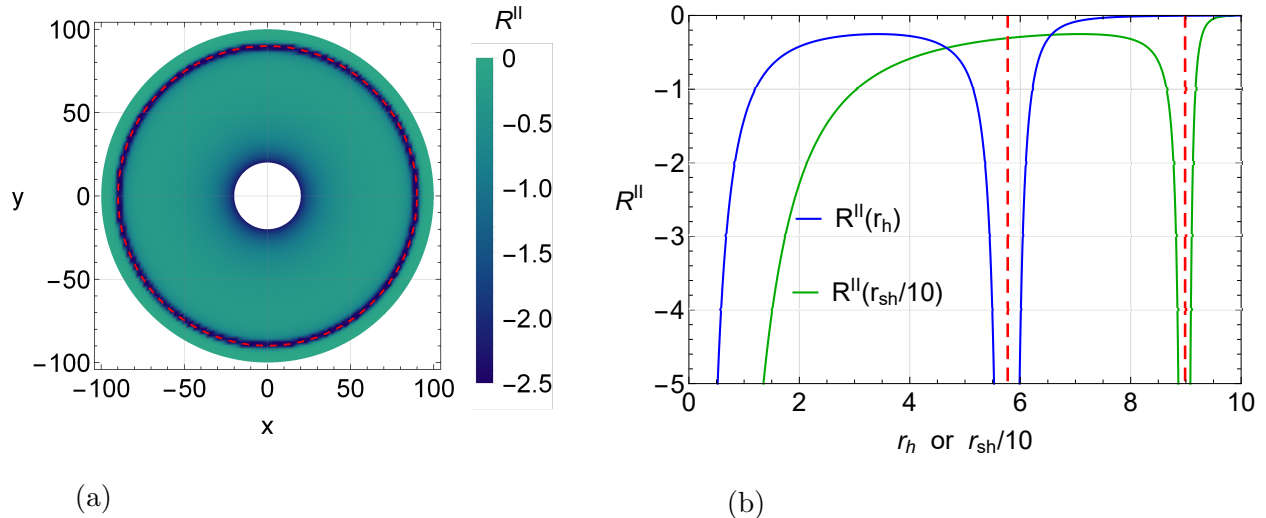 R^II
100
50
0
−50
−100
y
−100 −50 0 50 100
x
0
−0.5
−1.0
−1.5
−2.0
−2.5
(a)
0
−1
−2
−3
−4
−5
R^II
R^II(r_h)
R^II(r_sh/10)
0 2 4 6 8 10
r_h or r_sh/10
(b)